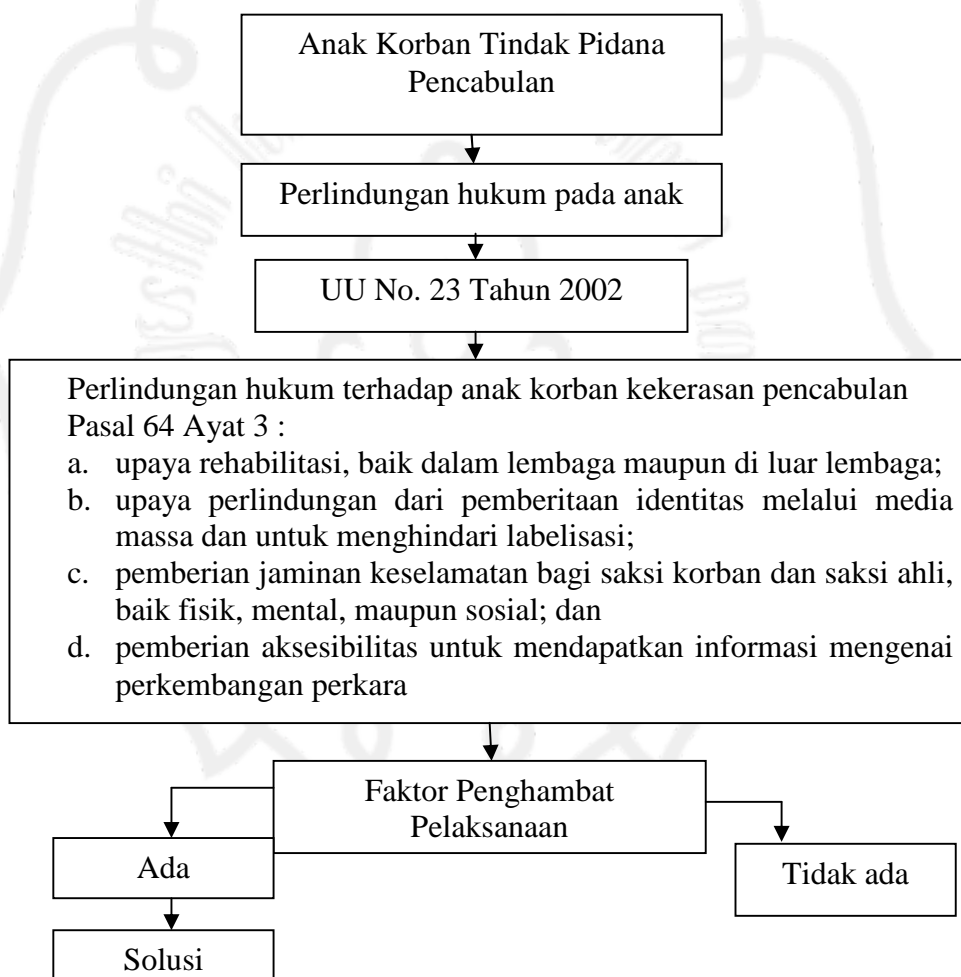 Anak Korban Tindak Pidana
Pencabulan
Perlindungan hukum pada anak
UU No. 23 Tahun 2002
Perlindungan hukum terhadap anak korban kekerasan pencabulan
Pasal 64 Ayat 3 :
a. upaya rehabilitasi, baik dalam lembaga maupun di luar lembaga;
b. upaya perlindungan dari pemberitaan identitas melalui media
massa dan untuk menghindari labelisasi;
c. pemberian jaminan keselamatan bagi saksi korban dan saksi ahli,
baik fisik, mental, maupun sosial; dan
d. pemberian aksesibilitas untuk mendapatkan informasi mengenai
perkembangan perkara
Faktor Penghambat
Pelaksanaan
Ada
Tidak ada
Solusi